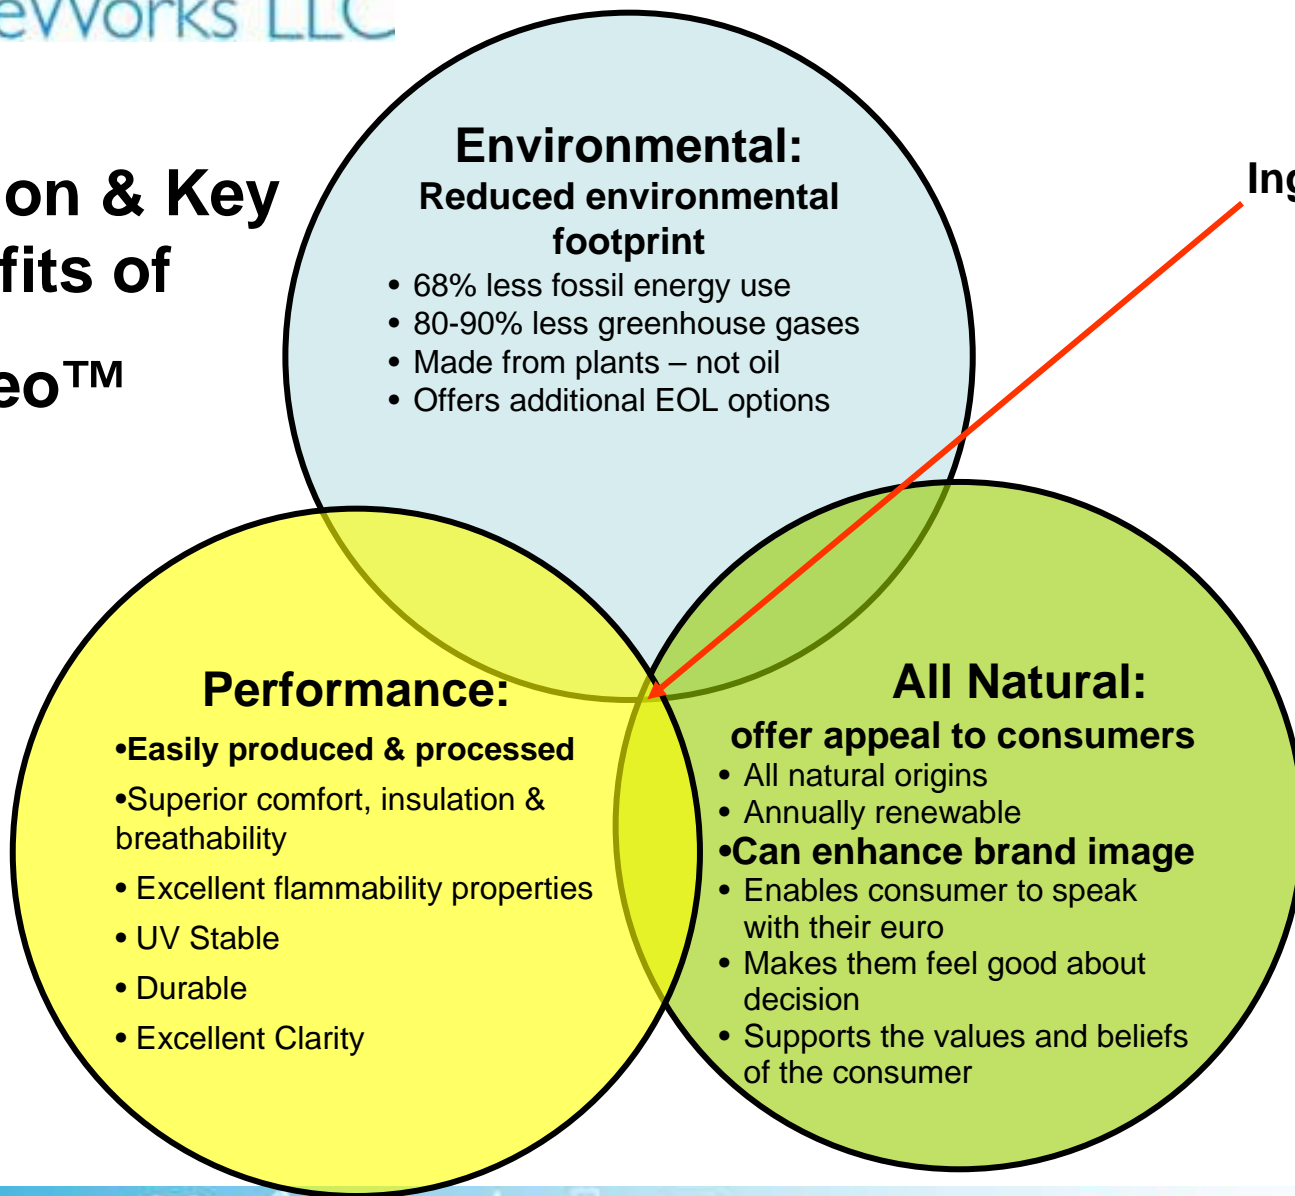 eWorks LLC
on & Key
fits of
eo™
Environmental:
Reduced environmental
footprint
• 68% less fossil energy use
• 80-90% less greenhouse gases
• Made from plants – not oil
• Offers additional EOL options
Ing
Performance:
•Easily produced & processed
•Superior comfort, insulation &
breathability
• Excellent flammability properties
• UV Stable
• Durable
• Excellent Clarity
All Natural:
offer appeal to consumers
• All natural origins
• Annually renewable
•Can enhance brand image
• Enables consumer to speak
with their euro
• Makes them feel good about
decision
• Supports the values and beliefs
of the consumer